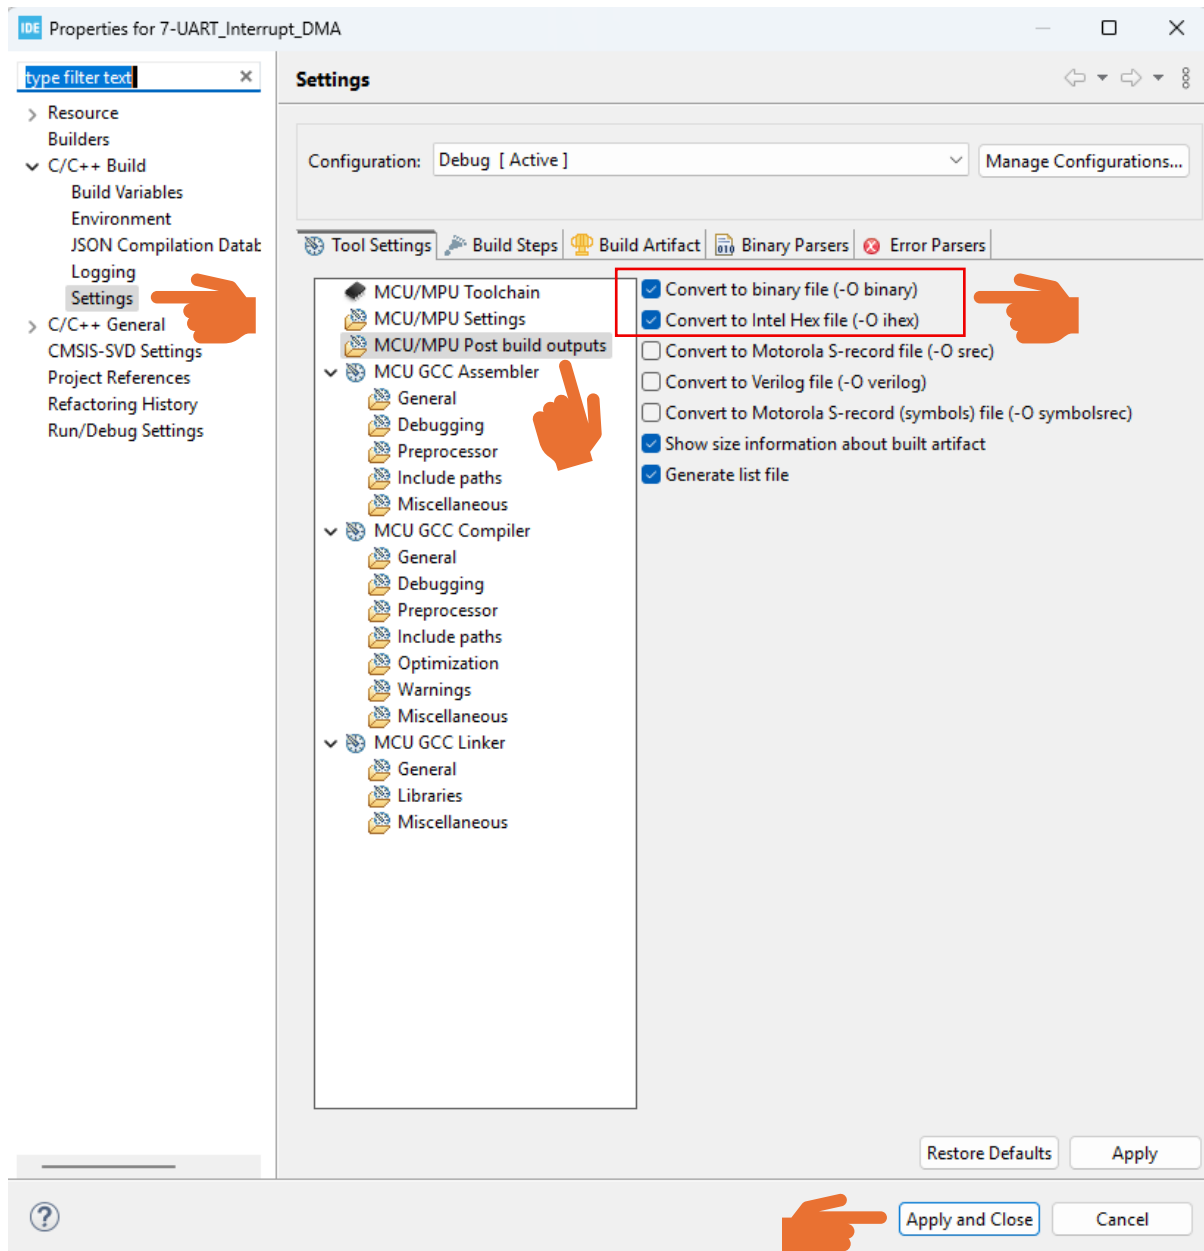 IDE Properties for 7-UART_Interrupt_DMA
type filter text
Resource
Builders
C/C++ Build
Build Variables
Environment
JSON Compilation Datab
Logging
Settings
C/C++ General
CMSIS-SVD Settings
Project References
Refactoring History
Run/Debug Settings
Settings
Configuration: Debug [ Active ] Manage Configurations...
Tool Settings Build Steps Build Artifact Binary Parsers Error Parsers
MCU/MPU Toolchain
MCU/MPU Settings
MCU/MPU Post build outputs
MCU GCC Assembler
General
Debugging
Preprocessor
Include paths
Miscellaneous
MCU GCC Compiler
General
Debugging
Preprocessor
Include paths
Optimization
Warnings
Miscellaneous
MCU GCC Linker
General
Libraries
Miscellaneous
Convert to binary file (-O binary)
Convert to Intel Hex file (-O ihex)
Convert to Motorola S-record file (-O srec)
Convert to Verilog file (-O verilog)
Convert to Motorola S-record (symbols) file (-O symbolsrec)
Show size information about built artifact
Generate list file
Restore Defaults Apply
? Apply and Close Cancel